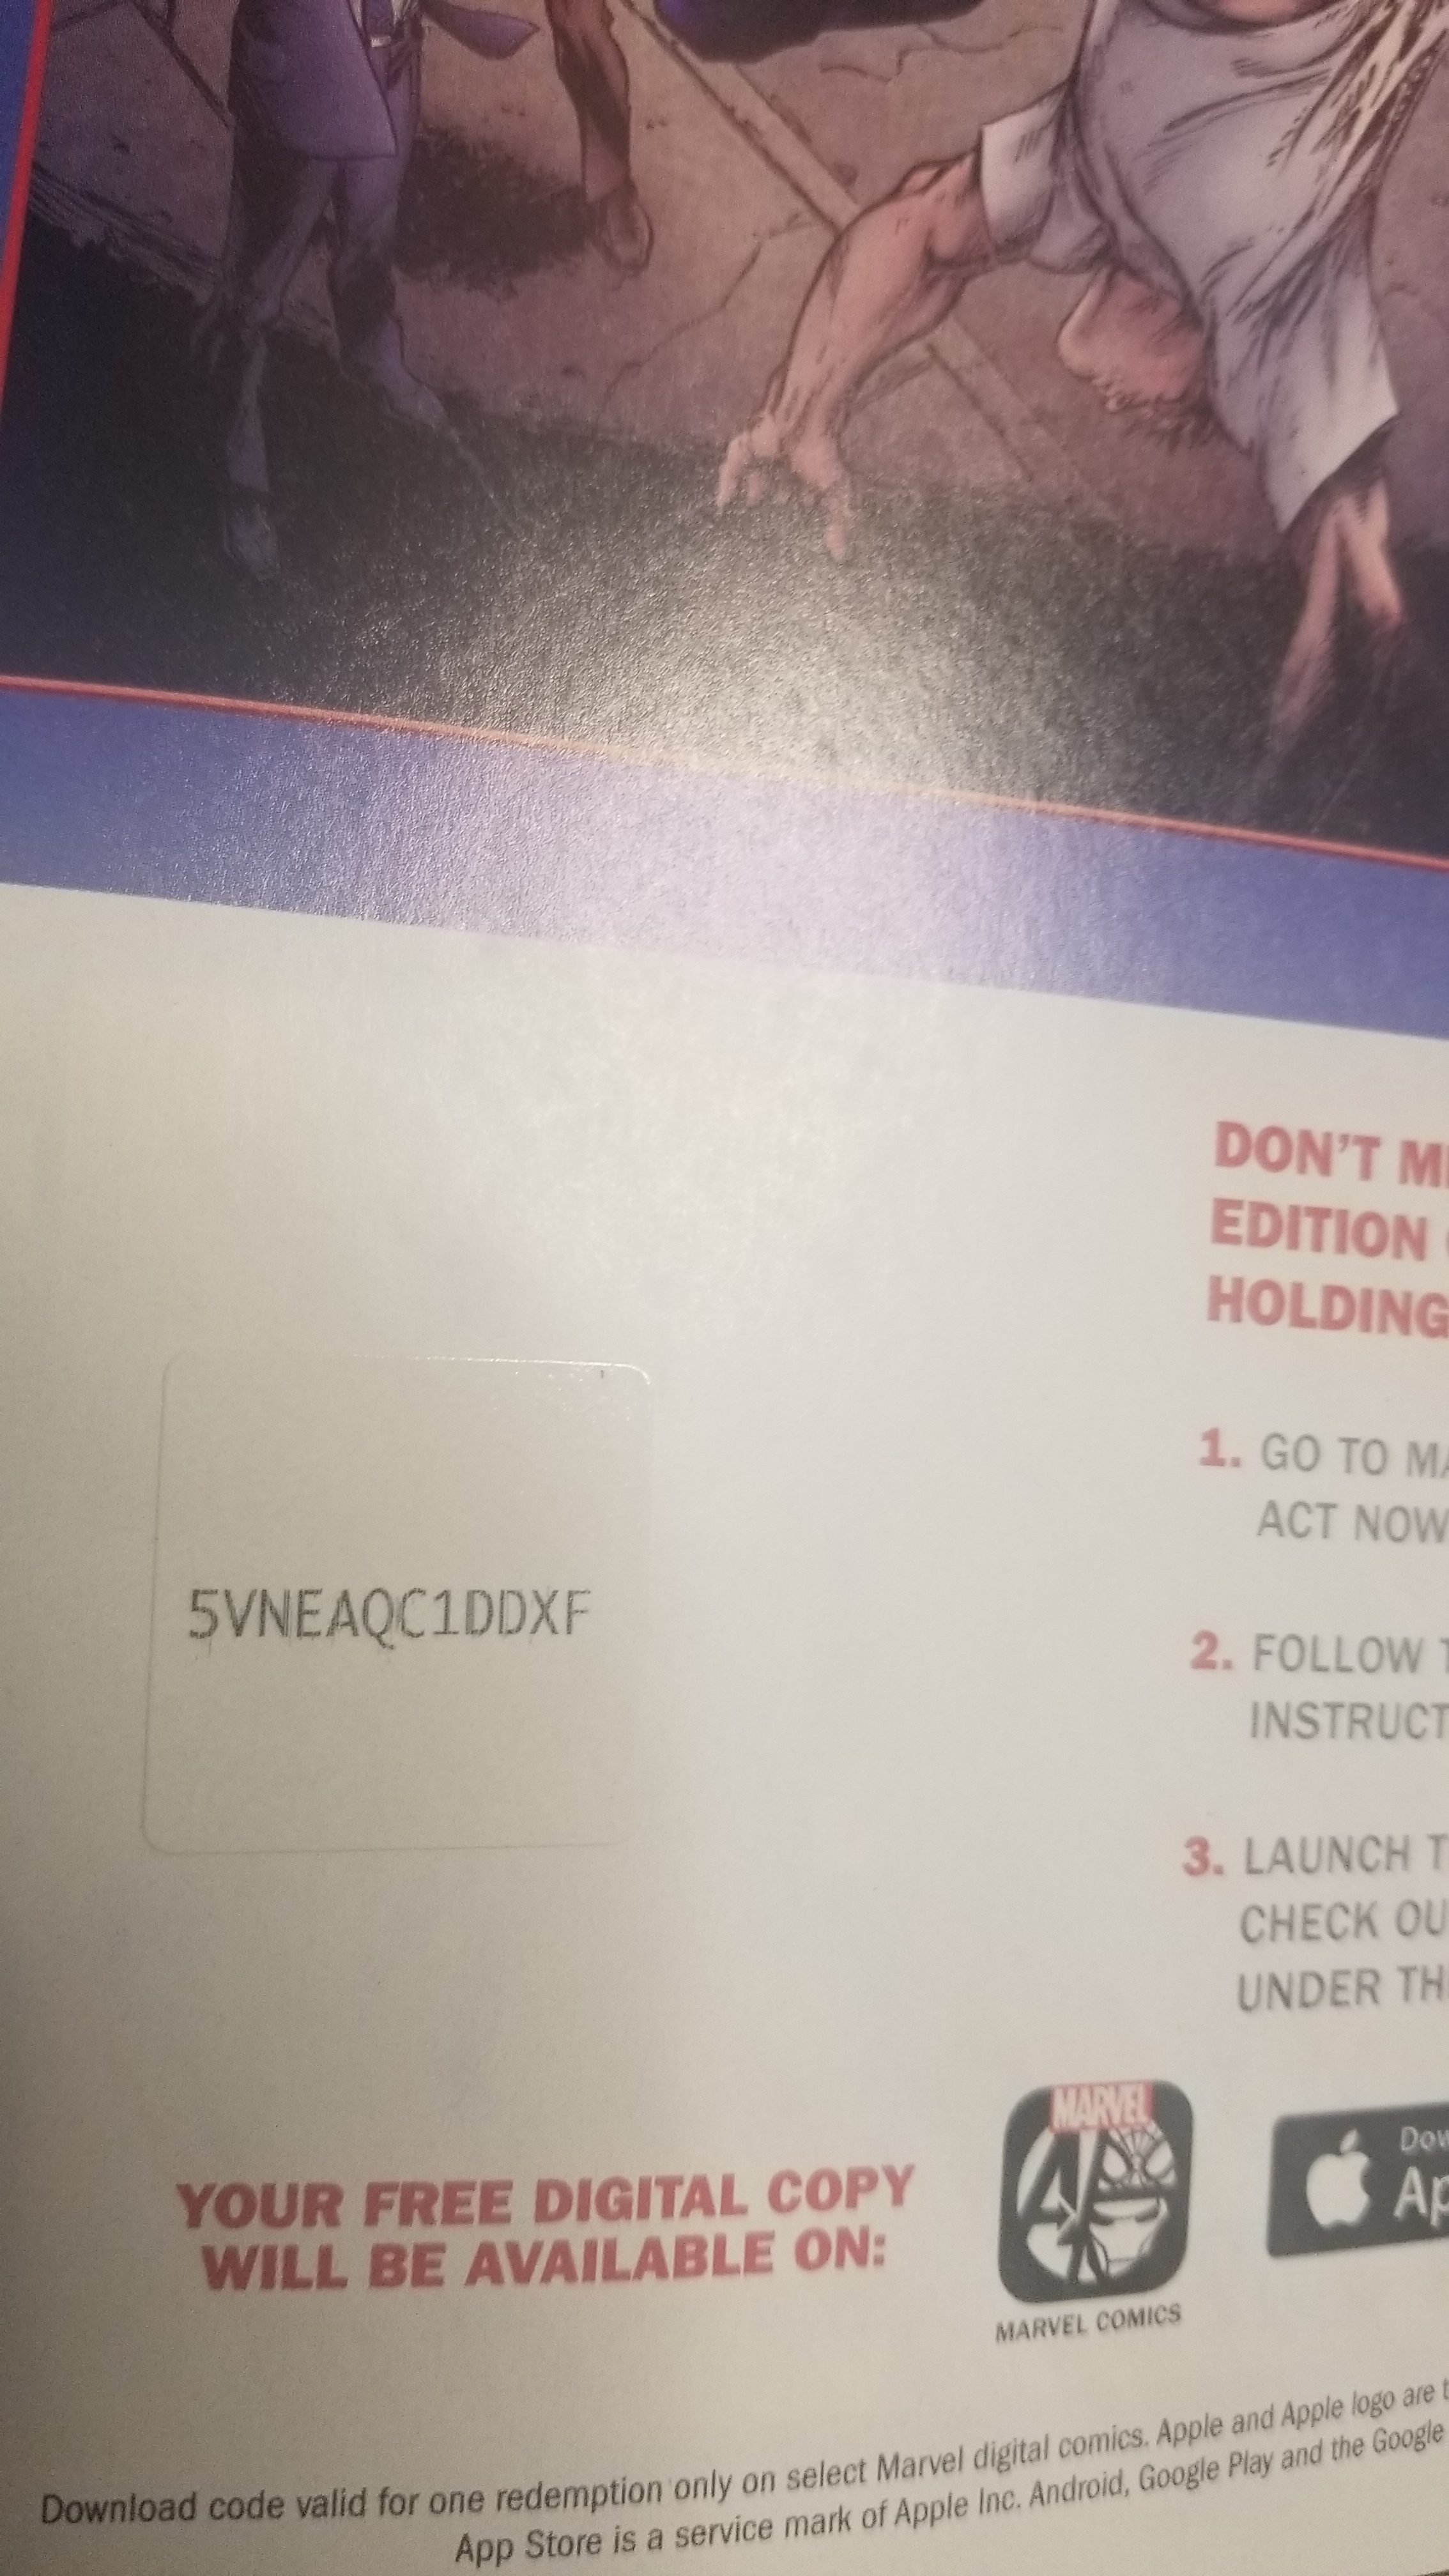 DON'T M
EDITION
HOLDING
1. GO TO MA
ACT NOW
5VNEAQC1DDXF
2. FOLLOW T
INSTRUCT
3. LAUNCH T
CHECK OU
UNDER TH
MARVEL
YOUR FREE DIGITAL COPY
WILL BE AVAILABLE ON:
MARVEL COMICS
Dow
Ap
Download code valid for one redemption only on select Marvel digital comics. Apple and Apple logo are t
App Store is a service mark of Apple Inc. Android, Google Play and the Google